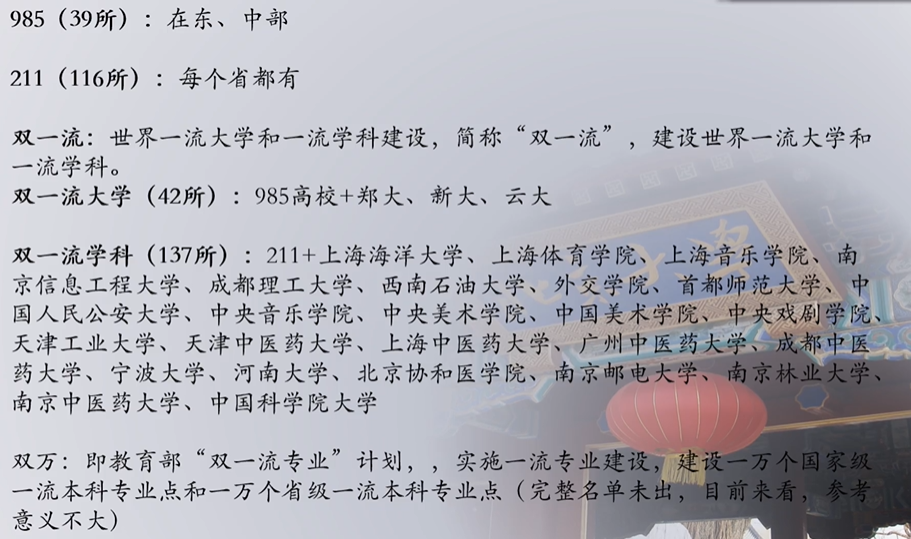 985（39所）：在东、中部
211（116所）：每个省都有
双一流：世界一流大学和一流学科建设，简称“双一流”，建设世界一流大学和
一流学科。
双一流大学（42所）：985高校+郑大、新大、云大
双一流学科（137所）：211+上海海洋大学、上海体育学院、上海音乐学院、南
京信息工程大学、成都理工大学、西南石油大学、外交学院、首都师范大学、中
国人民公安大学、中央音乐学院、中央美术学院、中国美术学院、中央戏剧学院、
天津工业大学、天津中医药大学、上海中医药大学、广州中医药大学、成都中医
药大学、宁波大学、河南大学、北京协和医学院、南京邮电大学、南京林业大学、
南京中医药大学、中国科学院大学
双万：即教育部“双一流专业”计划，，实施一流专业建设，建设一万个国家级
一流本科专业点和一万个省级一流本科专业点（完整名单未出，目前来看，参考
意义不大）